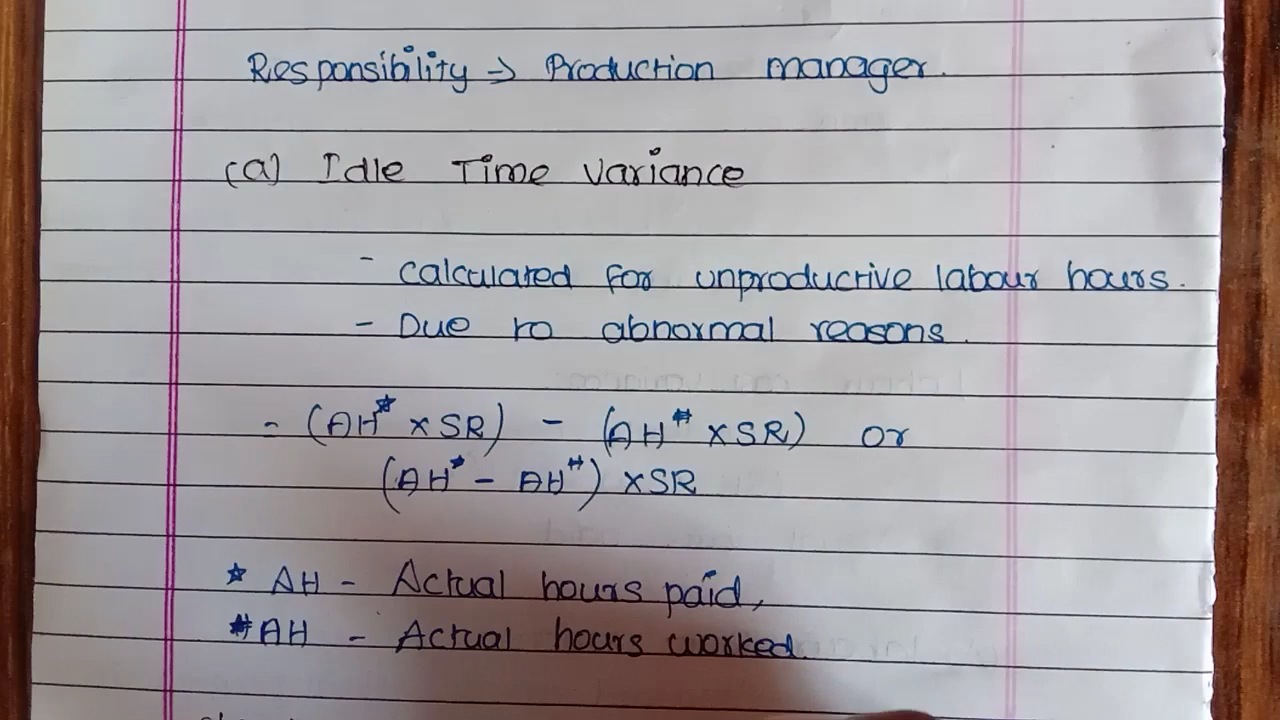 Responsibility → Production manager.
(a) Idle Time Variance
- calculated for unproductive labour hours.
- Due to abnormal reasons.
= (AH* × SR) - (AH# × SR) or
(AH* - AH#) × SR
* AH - Actual hours paid,
# AH - Actual hours worked.